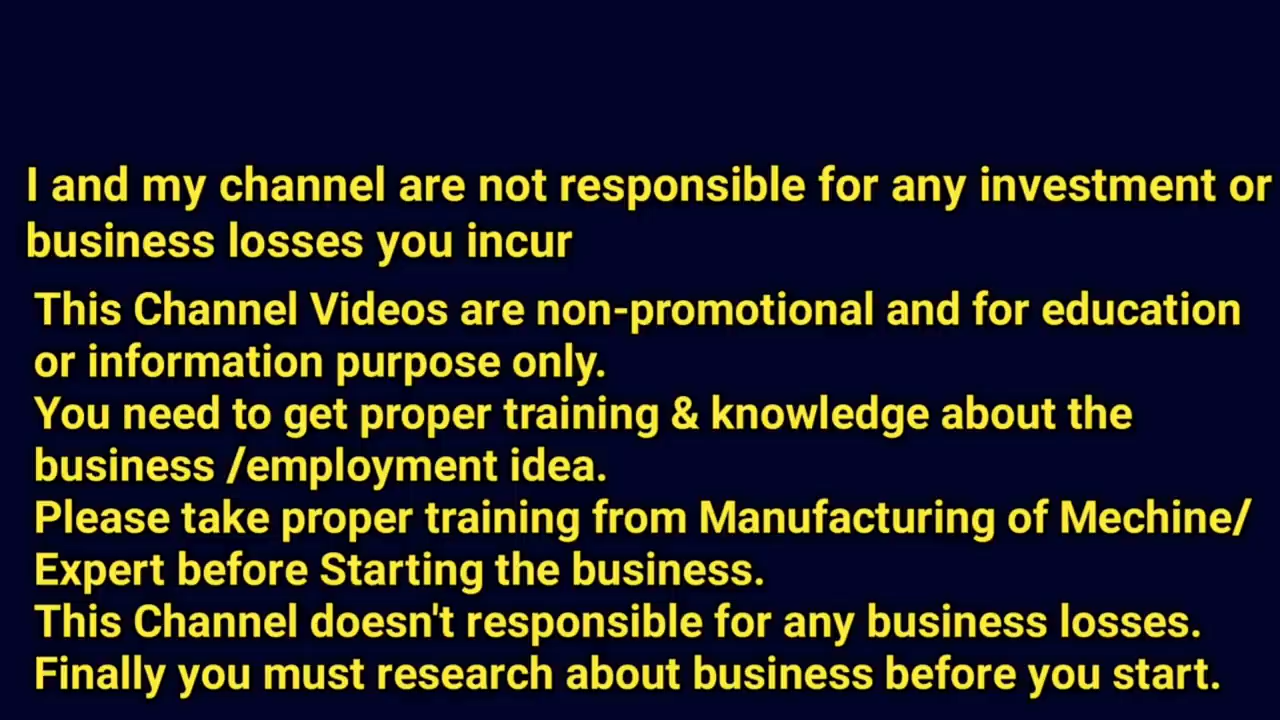 I and my channel are not responsible for any investment or
business losses you incur
This Channel Videos are non-promotional and for education
or information purpose only.
You need to get proper training & knowledge about the
business /employment idea.
Please take proper training from Manufacturing of Mechine/
Expert before Starting the business.
This Channel doesn't responsible for any business losses.
Finally you must research about business before you start.